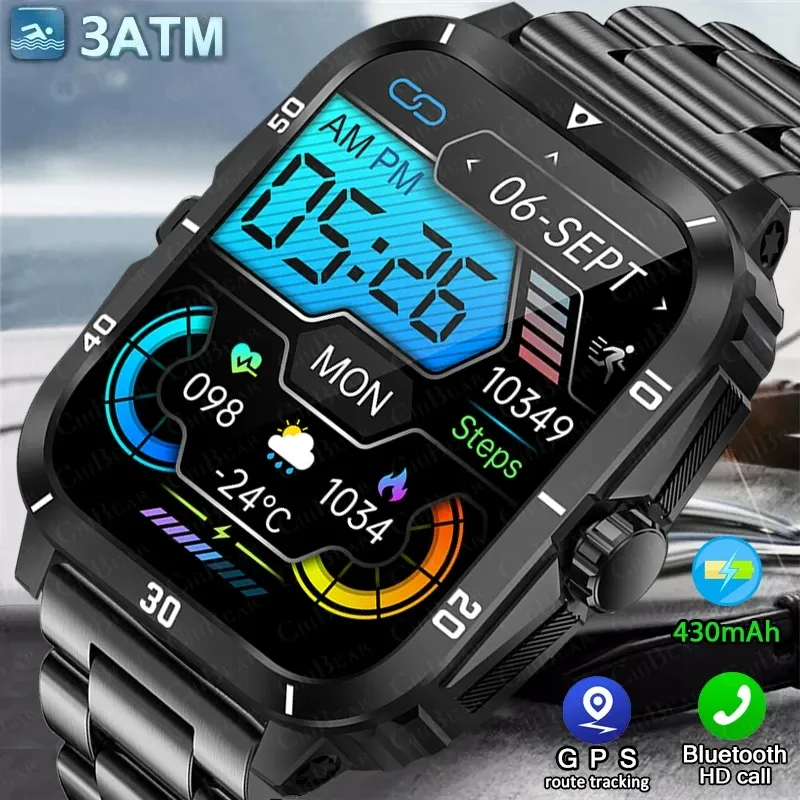 3ATM
50
AM PM
06-SEPT
05:26
40
MON
10
098
10349
Steps
-24°C
1034
30
20
430mAh
GPS
route tracking
Bluetooth
HD call
CIUIBEAR